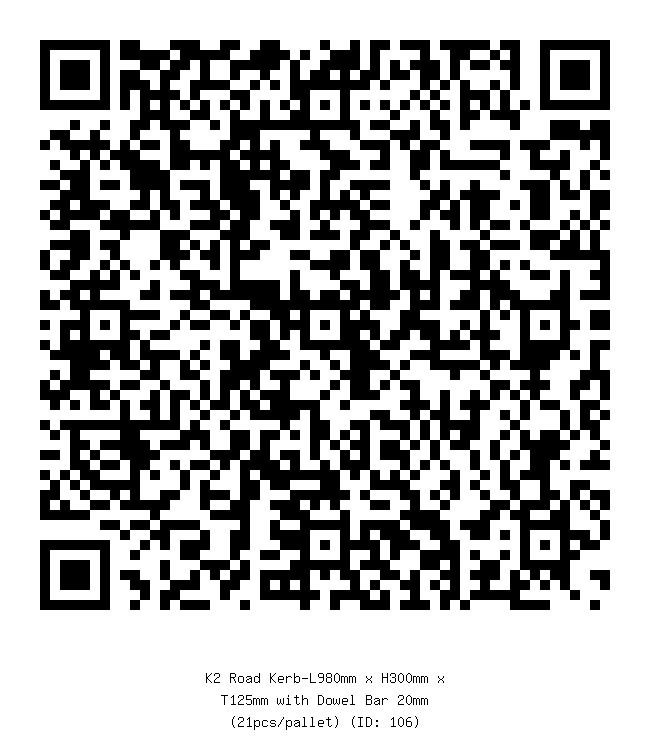 K2 Road Kerb-L980mm x H300mm x
T125mm with Dowel Bar 20mm
(21pcs/pallet) (ID: 106)